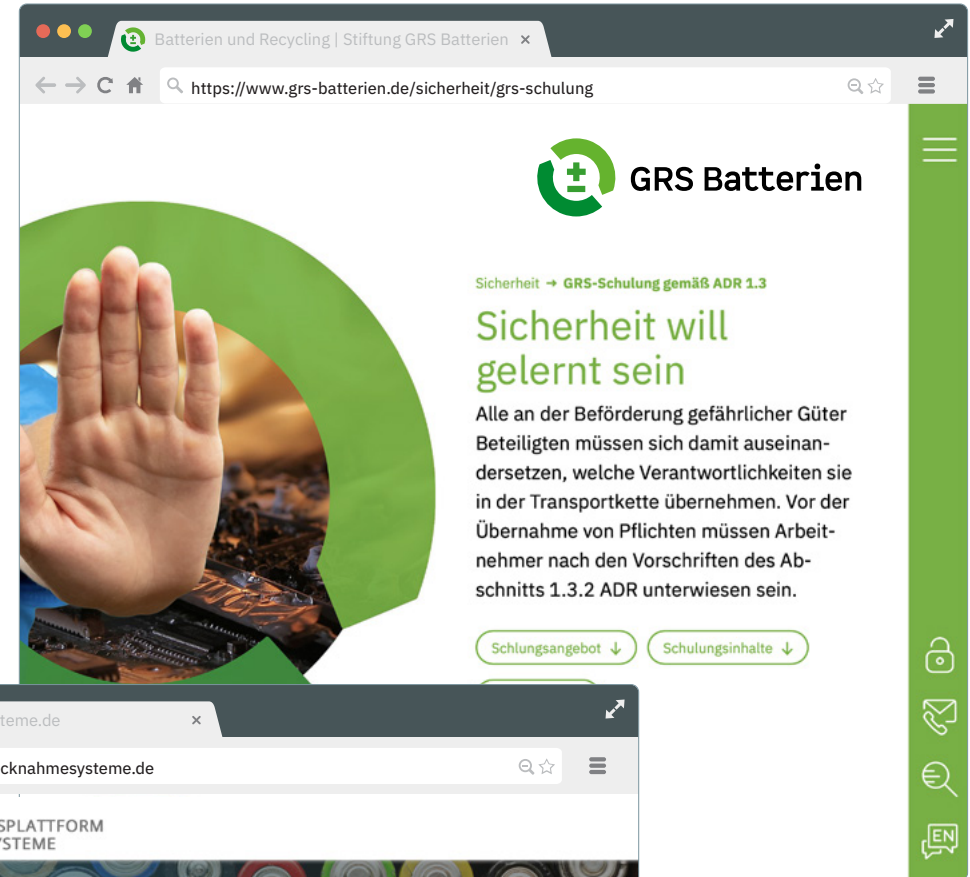 Batterien und Recycling | Stiftung GRS Batterien ×
https://www.grs-batterien.de/sicherheit/grs-schulung
GRS Batterien
Sicherheit → GRS-Schulung gemäß ADR 1.3
Sicherheit will
gelernt sein
Alle an der Beförderung gefährlicher Güter
Beteiligten müssen sich damit auseinan-
dersetzen, welche Verantwortlichkeiten sie
in der Transportkette übernehmen. Vor der
Übernahme von Pflichten müssen Arbeit-
nehmer nach den Vorschriften des Ab-
schnitts 1.3.2 ADR unterwiesen sein.
Schlungsangebot ↓ Schulungsinhalte ↓
EN
teme.de ×
cknahmesysteme.de
SPLATTFORM
YSTEME